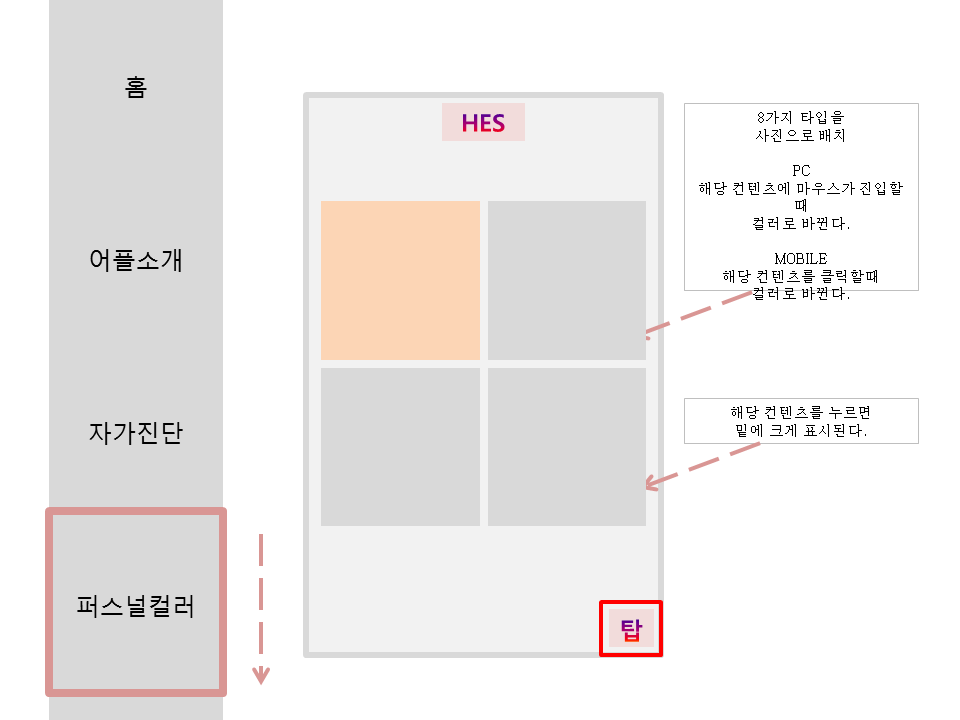 홈
어플소개
자가진단
퍼스널컬러
HES
탑
8가지 타입을
사진으로 배치
PC
해당 컨텐츠에 마우스가 진입할
때
컬러로 바뀐다.
MOBILE
해당 컨텐츠를 클릭할때
컬러로 바뀐다.
해당 컨텐츠를 누르면
밑에 크게 표시된다.